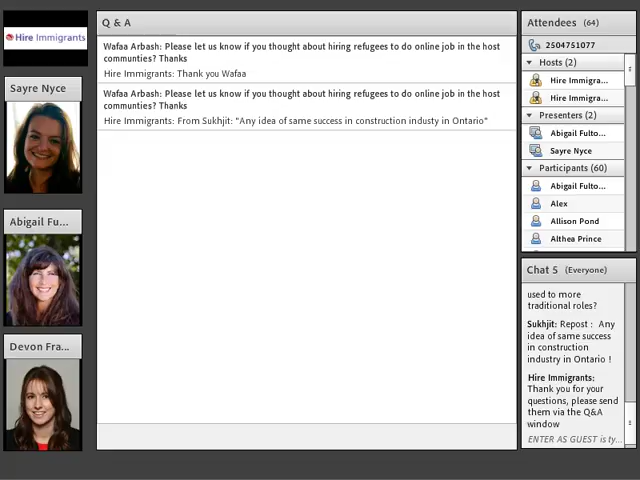 Hire Immigrants
Sayre Nyce
Abigail Fu...
Devon Fra...
Q & A
Wafaa Arbash: Please let us know if you thought about hiring refugees to do online job in the host
communties? Thanks
Hire Immigrants: Thank you Wafaa
Wafaa Arbash: Please let us know if you thought about hiring refugees to do online job in the host
communties? Thanks
Hire Immigrants: From Sukhjit: "Any idea of same success in construction industy in Ontario"
Attendees (64)
2504751077
Hosts (2)
Hire Immigra...
Hire Immigra...
Presenters (2)
Abigail Fulto...
Sayre Nyce
Participants (60)
Abigail Fulto...
Alex
Allison Pond
Althea Prince
Chat 5 (Everyone)
used to more
traditional roles?
Sukhjit: Repost : Any
idea of same success
in construction
industry in Ontario !
Hire Immigrants:
Thank you for your
questions, please send
them via the Q&A
window
ENTER AS GUEST is ty...